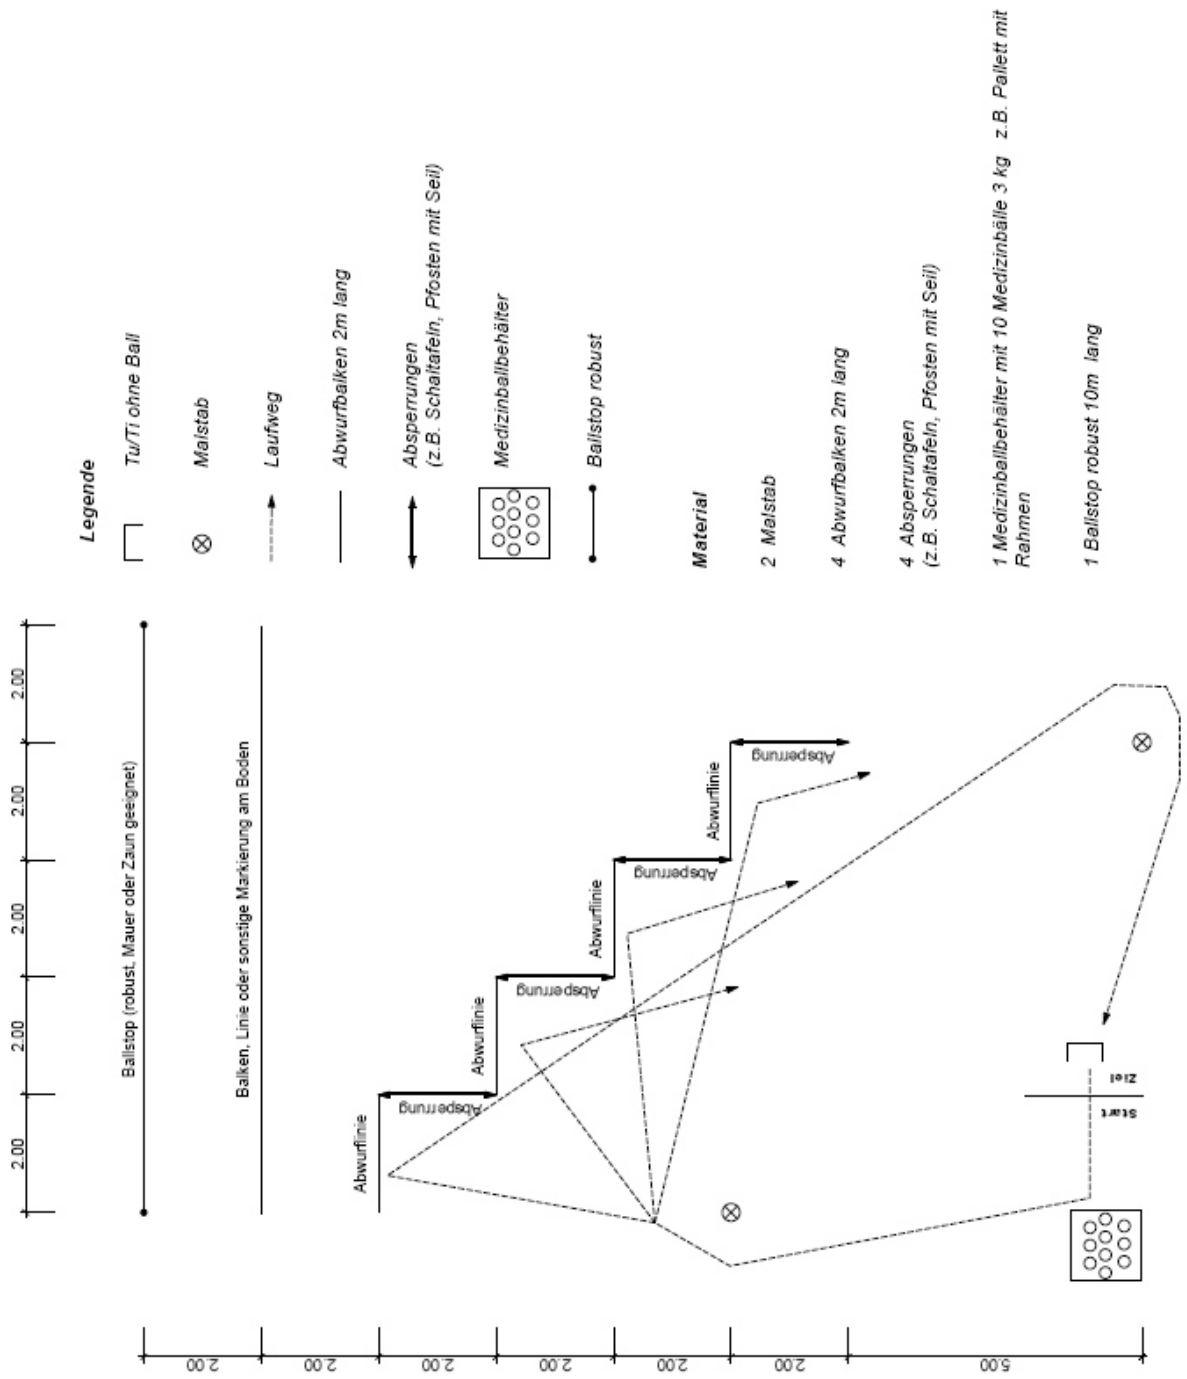 Legende
Tu/Ti ohne Ball
Malstab
Laufweg
Abwurfbalken 2m lang
Absperrungen
(z.B. Schaltafeln, Pfosten mit Seil)
Medizinballbehälter
Ballstop robust
Material
2 Malstab
4 Abwurfbalken 2m lang
4 Absperrungen
(z.B. Schaltafeln, Pfosten mit Seil)
1 Medizinballbehälter mit 10 Medizinbälle 3 kg z.B. Pallett mit
Rahmen
1 Ballstop robust 10m lang
2.00
2.00
2.00
2.00
2.00
Ballstop (robust, Mauer oder Zaun geeignet)
Balken, Linie oder sonstige Markierung am Boden
Abwurflinie
Absperrung
Abwurflinie
Absperrung
Abwurflinie
Absperrung
Abwurflinie
Absperrung
Start
Ziel
2.00
2.00
2.00
2.00
2.00
2.00
5.00